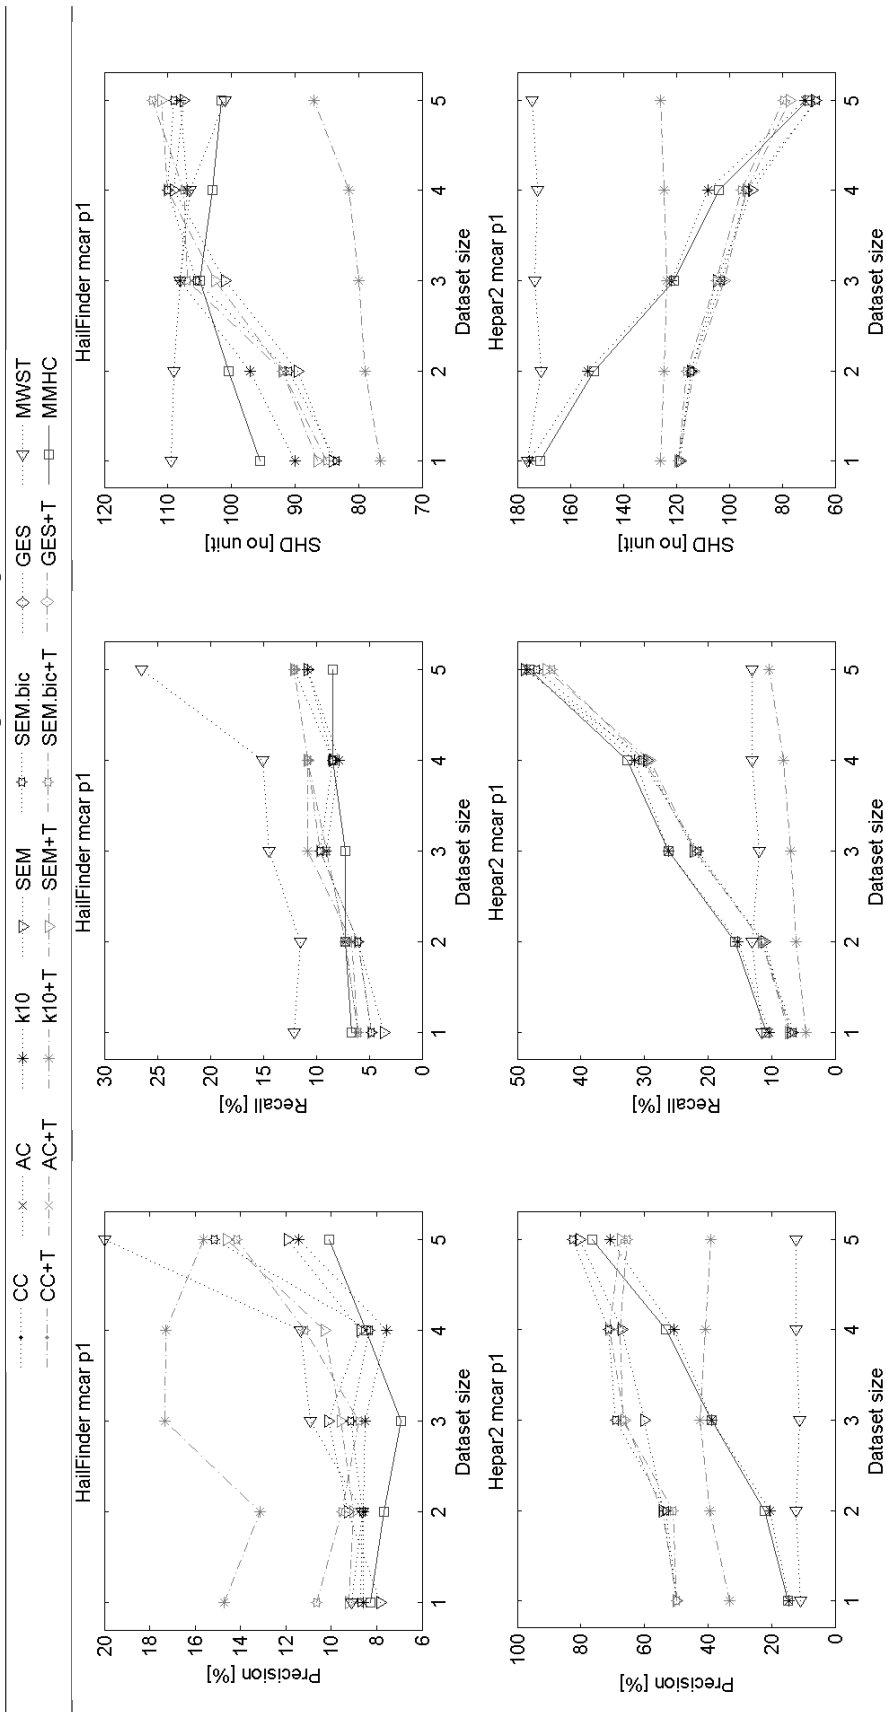 CC AC k10 SEM SEM.bic GES MWST
CC+T AC+T k10+T SEM+T SEM.bic+T GES+T MMHC
HailFinder mcar p1
Precision [%]
20
18
16
14
12
10
8
6
1 2 3 4 5
Dataset size
HailFinder mcar p1
Recall [%]
30
25
20
15
10
5
0
1 2 3 4 5
Dataset size
HailFinder mcar p1
SHD [no unit]
110
100
90
80
70
1 2 3 4 5
Dataset size
Hepar2 mcar p1
Precision [%]
100
80
60
40
20
0
1 2 3 4 5
Dataset size
Hepar2 mcar p1
Recall [%]
50
40
30
20
10
0
1 2 3 4 5
Dataset size
Hepar2 mcar p1
SHD [no unit]
180
160
140
120
100
80
60
1 2 3 4 5
Dataset size